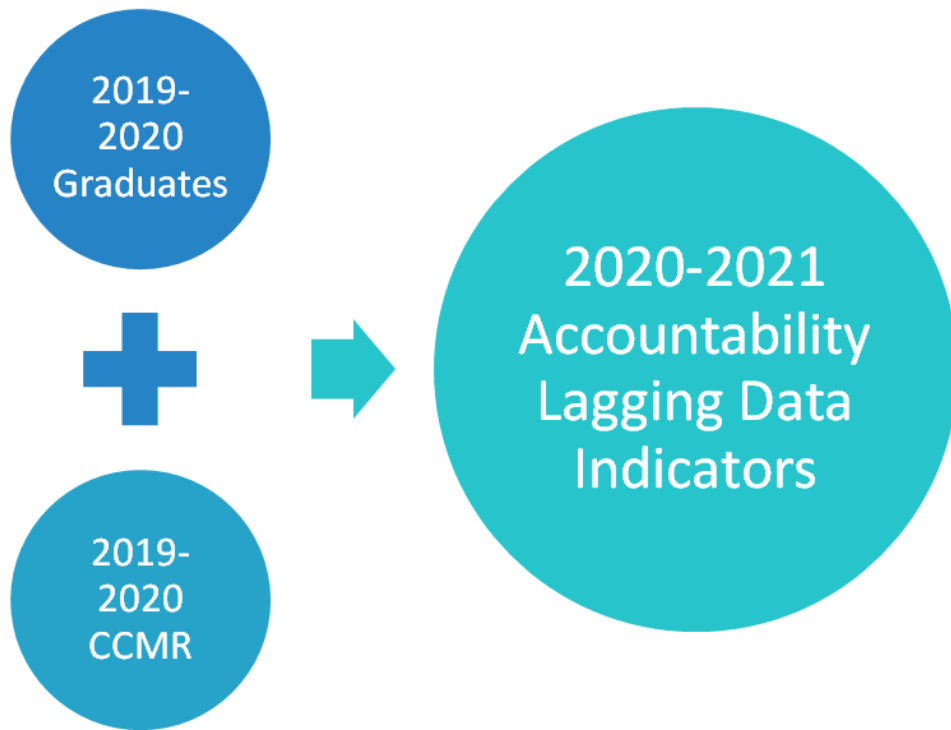 2019-
2020
Graduates
2019-
2020
CCMR
2020-2021
Accountability
Lagging Data
Indicators